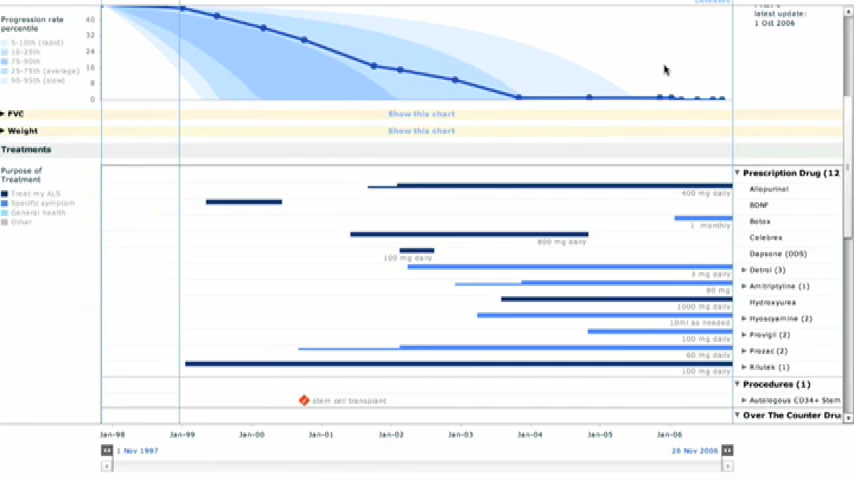 Deceased
Progression rate
percentile
5-10th (rapid)
10-25th
75-90th
25-75th (average)
90-95th (slow)
40
32
24
16
8
0
latest update:
1 Oct 2006
FVC
Show this chart
Weight
Show this chart
Treatments
Purpose of
Treatment
Treat my ALS
Specific symptom
General health
Other
Prescription Drug (12
400 mg daily
Allopurinol
BDNF
1 monthly
Botox
800 mg daily
Celebrex
100 mg daily
Dapsone (DDS)
3 mg daily
Detrol (3)
80 mg
Amitriptyline (1)
1000 mg daily
Hydroxyurea
10ml as needed
Hyoscyamine (2)
100 mg daily
Provigil (2)
60 mg daily
Prozac (2)
100 mg daily
Rilutek (1)
Procedures (1)
stem cell transplant
Autologous CD34+ Stem
Over The Counter Dru
Jan-98 Jan-99 Jan-00 Jan-01 Jan-02 Jan-03 Jan-04 Jan-05 Jan-06
1 Nov 1997
26 Nov 2006